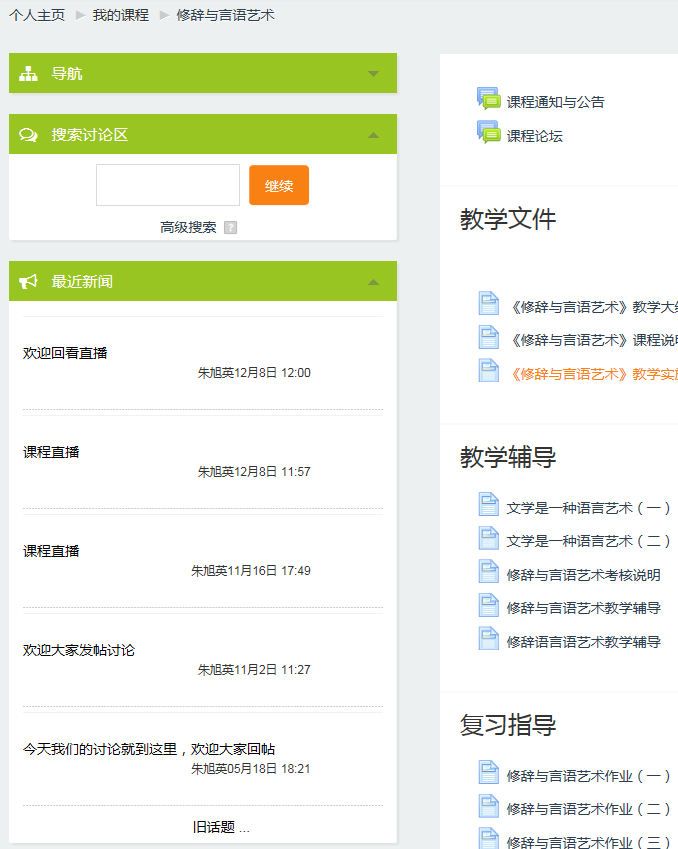 个人主页 ▶ 我的课程 ▶ 修辞与言语艺术
导航
搜索讨论区
继续
高级搜索 ?
最近新闻
欢迎回看直播
朱旭英12月8日 12:00
课程直播
朱旭英12月8日 11:57
课程直播
朱旭英11月16日 17:49
欢迎大家发帖讨论
朱旭英11月2日 11:27
今天我们的讨论就到这里，欢迎大家回帖
朱旭英05月18日 18:21
旧话题 ...
课程通知与公告
课程论坛
教学文件
《修辞与言语艺术》教学大
《修辞与言语艺术》课程说
《修辞与言语艺术》教学实
教学辅导
文学是一种语言艺术（一）
文学是一种语言艺术（二）
修辞与言语艺术考核说明
修辞与言语艺术教学辅导
修辞语言艺术教学辅导
复习指导
修辞与言语艺术作业（一）
修辞与言语艺术作业（二）
修辞与言语艺术作业（三）